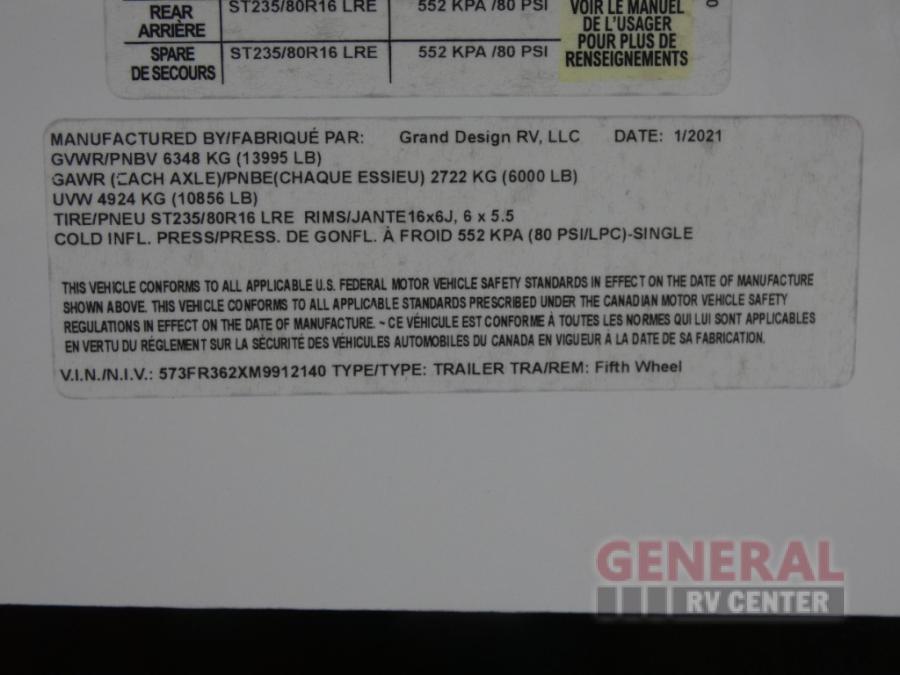 REAR ST235/80R16 LRE 552 KPA /80 PSI
ARRIÈRE
SPARE ST235/80R16 LRE 552 KPA /80 PSI
DE SECOURS
VOIR LE MANUEL
DE L'USAGER
POUR PLUS DE
RENSEIGNEMENTS
MANUFACTURED BY/FABRIQUÉ PAR: Grand Design RV, LLC DATE: 1/2021
GVWR/PNBV 6348 KG (13995 LB)
GAWR (EACH AXLE)/PNBE(CHAQUE ESSIEU) 2722 KG (6000 LB)
UVW 4924 KG (10856 LB)
TIRE/PNEU ST235/80R16 LRE RIMS/JANTE16x6J, 6 x 5.5
COLD INFL. PRESS/PRESS. DE GONFL. À FROID 552 KPA (80 PSI/LPC)-SINGLE
THIS VEHICLE CONFORMS TO ALL APPLICABLE U.S. FEDERAL MOTOR VEHICLE SAFETY STANDARDS IN EFFECT ON THE DATE OF MANUFACTURE
SHOWN ABOVE. THIS VEHICLE CONFORMS TO ALL APPLICABLE STANDARDS PRESCRIBED UNDER THE CANADIAN MOTOR VEHICLE SAFETY
REGULATIONS IN EFFECT ON THE DATE OF MANUFACTURE. ~ CE VÉHICULE EST CONFORME À TOUTES LES NORMES QUI LUI SONT APPLICABLES
EN VERTU DU RÉGLEMENT SUR LA SÉCURITÉ DES VÉHICULES AUTOMOBILES DU CANADA EN VIGUEUR À LA DATE DE SA FABRICATION.
V.I.N./N.I.V.: 573FR362XM9912140 TYPE/TYPE: TRAILER TRA/REM: Fifth Wheel
GENERAL
RV CENTER